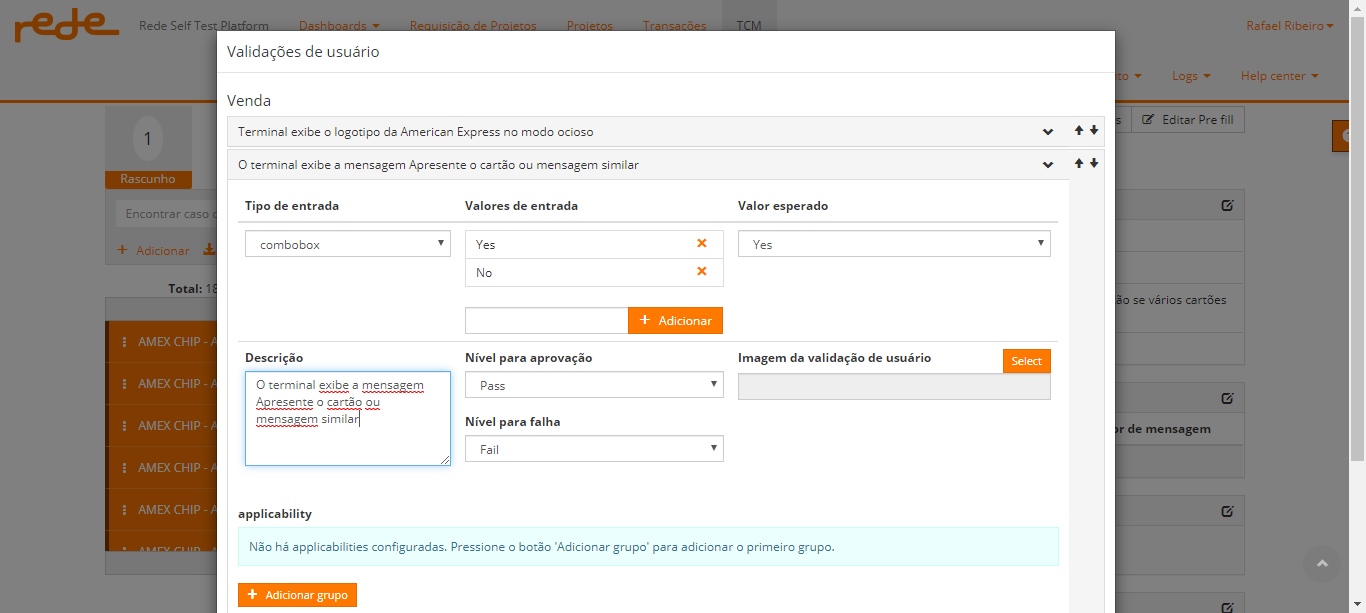 rede
Rede Self Test Platform
Dashboards
Requisição de Projetos
Projetos
Transações
TCM
Rafael Ribeiro
Logs
Help center
Validações de usuário
Venda
Terminal exibe o logotipo da American Express no modo ocioso
O terminal exibe a mensagem Apresente o cartão ou mensagem similar
Editar Pre fill
1
Rascunho
Encontrar caso
+ Adicionar
Total: 18
AMEX CHIP - A
AMEX CHIP - A
AMEX CHIP - A
AMEX CHIP - A
AMEX CHIP - A
AMEX CHIP - A
Tipo de entrada
Valores de entrada
Valor esperado
combobox
Yes
No
Yes
+ Adicionar
Descrição
O terminal exibe a mensagem
Apresente o cartão ou
mensagem similar
Nível para aprovação
Pass
Nível para falha
Fail
Imagem da validação de usuário
Select
ão se vários cartões
or de mensagem
applicability
Não há applicabilities configuradas. Pressione o botão 'Adicionar grupo' para adicionar o primeiro grupo.
+ Adicionar grupo